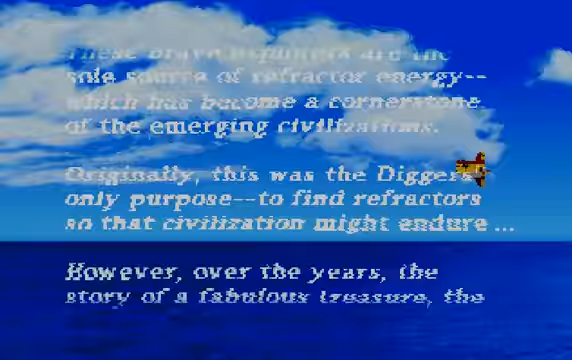 These brave explorers are the
sole source of refractor energy--
which has become a cornerstone
of the emerging civilizations.
Originally, this was the Diggers
only purpose--to find refractors
so that civilization might endure ...
However, over the years, the
story of a fabulous treasure, the